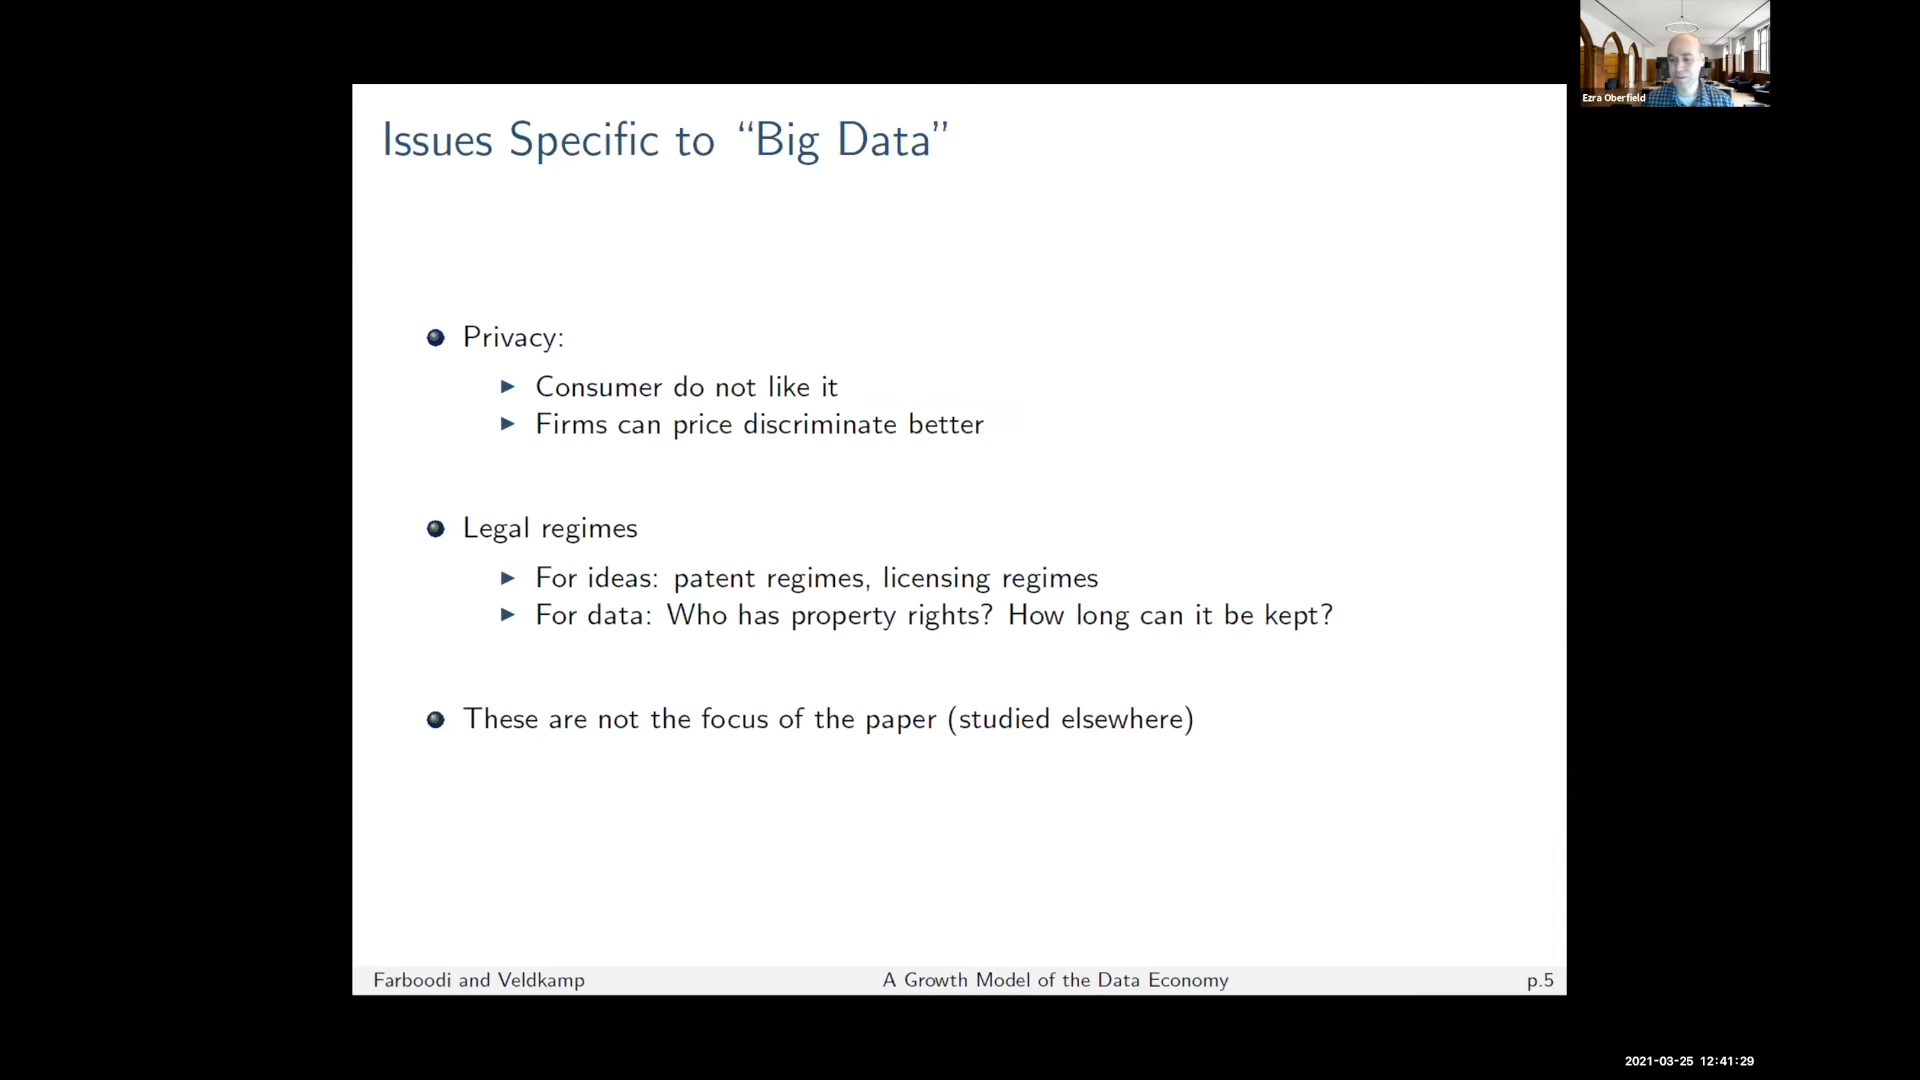 Ezra Oberfield
Issues Specific to “Big Data”
Privacy:
Consumer do not like it
Firms can price discriminate better
Legal regimes
For ideas: patent regimes, licensing regimes
For data: Who has property rights? How long can it be kept?
These are not the focus of the paper (studied elsewhere)
Farboodi and Veldkamp A Growth Model of the Data Economy p.5
2021-03-25 12:41:29